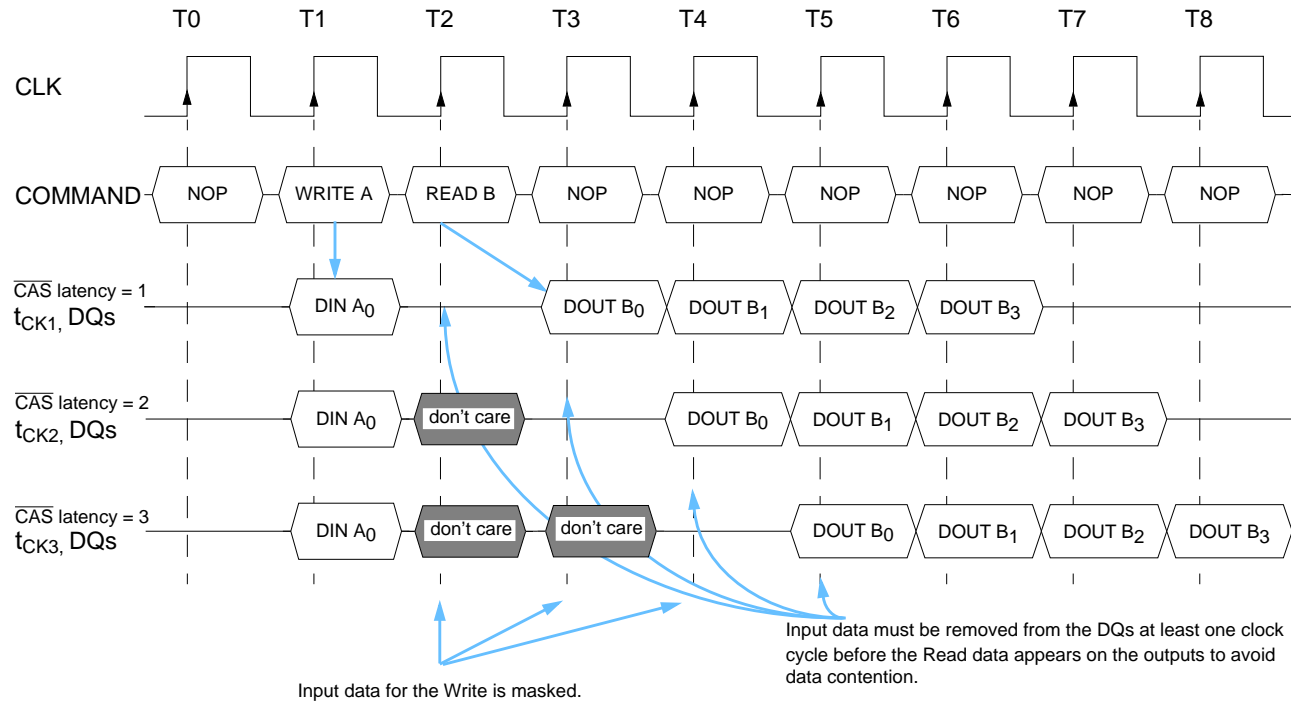 T0 T1 T2 T3 T4 T5 T6 T7 T8
CLK
COMMAND NOP WRITE A READ B NOP NOP NOP NOP NOP NOP
CAS latency = 1
tCK1, DQs DIN A0 DOUT B0 DOUT B1 DOUT B2 DOUT B3
CAS latency = 2
tCK2, DQs DIN A0 don't care DOUT B0 DOUT B1 DOUT B2 DOUT B3
CAS latency = 3
tCK3, DQs DIN A0 don't care don't care DOUT B0 DOUT B1 DOUT B2 DOUT B3
Input data must be removed from the DQs at least one clock
cycle before the Read data appears on the outputs to avoid
data contention.
Input data for the Write is masked.